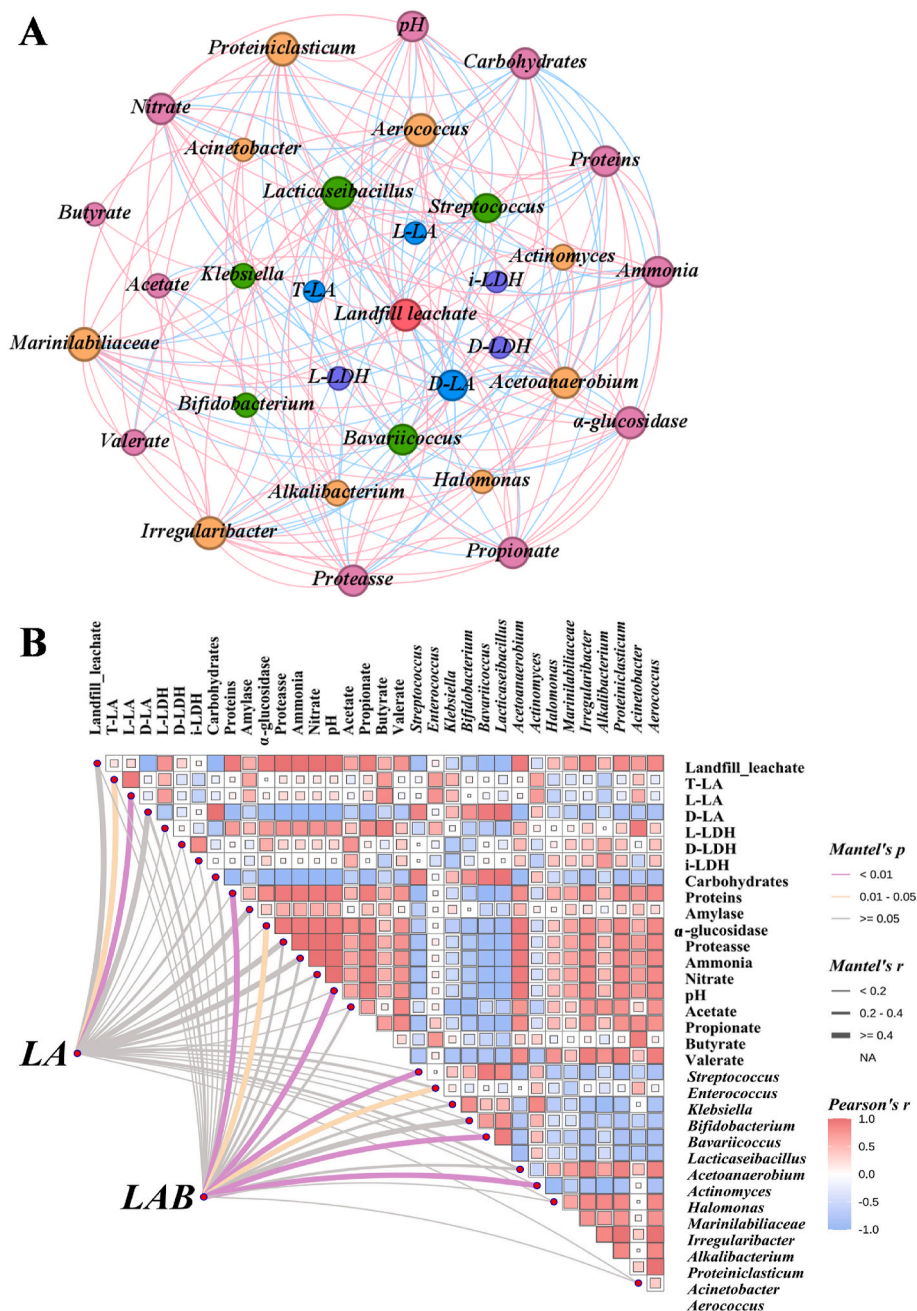 A
pH
Proteiniclasticum
Carbohydrates
Nitrate
Aerococcus
Acinetobacter
Proteins
Lacticaseibacillus
Butyrate
Streptococcus
L-LA
Actinomyces
Klebsiella
Ammonia
Acetate
T-LA
i-LDH
Landfill leachate
Marinilabiliaceae
D-LDH
L-LDH
D-LA
Acetoanaerobium
Bifidobacterium
α-glucosidase
Valerate
Bavariicoccus
Halomonas
Alkalibacterium
Irregularibacter
Propionate
Proteasse
B
Landfill_leachate
T-LA
L-LA
D-LA
L-LDH
D-LDH
i-LDH
Carbohydrates
Proteins
Amylase
α-glucosidase
Proteasse
Ammonia
Nitrate
pH
Acetate
Propionate
Butyrate
Valerate
Streptococcus
Enterococcus
Klebsiella
Bifidobacterium
Bavariicoccus
Lacticaseibacillus
Acetoanaerobium
Actinomyces
Halomonas
Marinilabiliaceae
Irregularibacter
Alkalibacterium
Proteiniclasticum
Acinetobacter
Aerococcus
Landfill_leachate
T-LA
L-LA
D-LA
L-LDH
D-LDH
i-LDH
Carbohydrates
Proteins
Amylase
α-glucosidase
Proteasse
Ammonia
Nitrate
pH
Acetate
Propionate
Butyrate
Valerate
Streptococcus
Enterococcus
Klebsiella
Bifidobacterium
Bavariicoccus
Lacticaseibacillus
Acetoanaerobium
Actinomyces
Halomonas
Marinilabiliaceae
Irregularibacter
Alkalibacterium
Proteiniclasticum
Acinetobacter
Aerococcus
LA
LAB
Mantel's p
< 0.01
0.01 - 0.05
>= 0.05
Mantel's r
< 0.2
0.2 - 0.4
>= 0.4
NA
Pearson's r
1.0
0.5
0.0
-0.5
-1.0